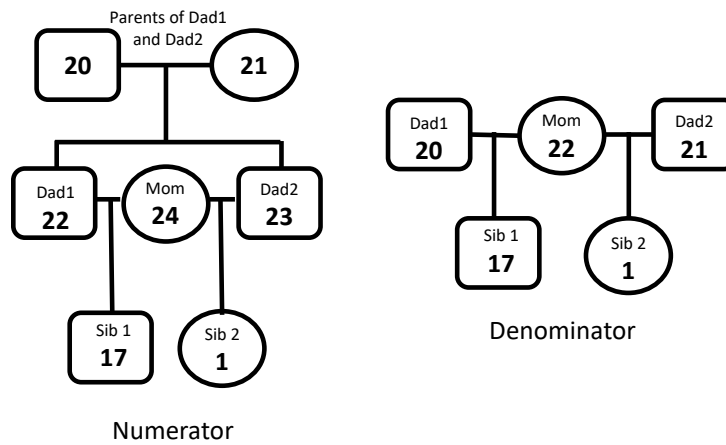 Parents of Dad1
and Dad2
20
21
Dad1
22
Mom
24
Dad2
23
Sib 1
17
Sib 2
1
Numerator
Dad1
20
Mom
22
Dad2
21
Sib 1
17
Sib 2
1
Denominator